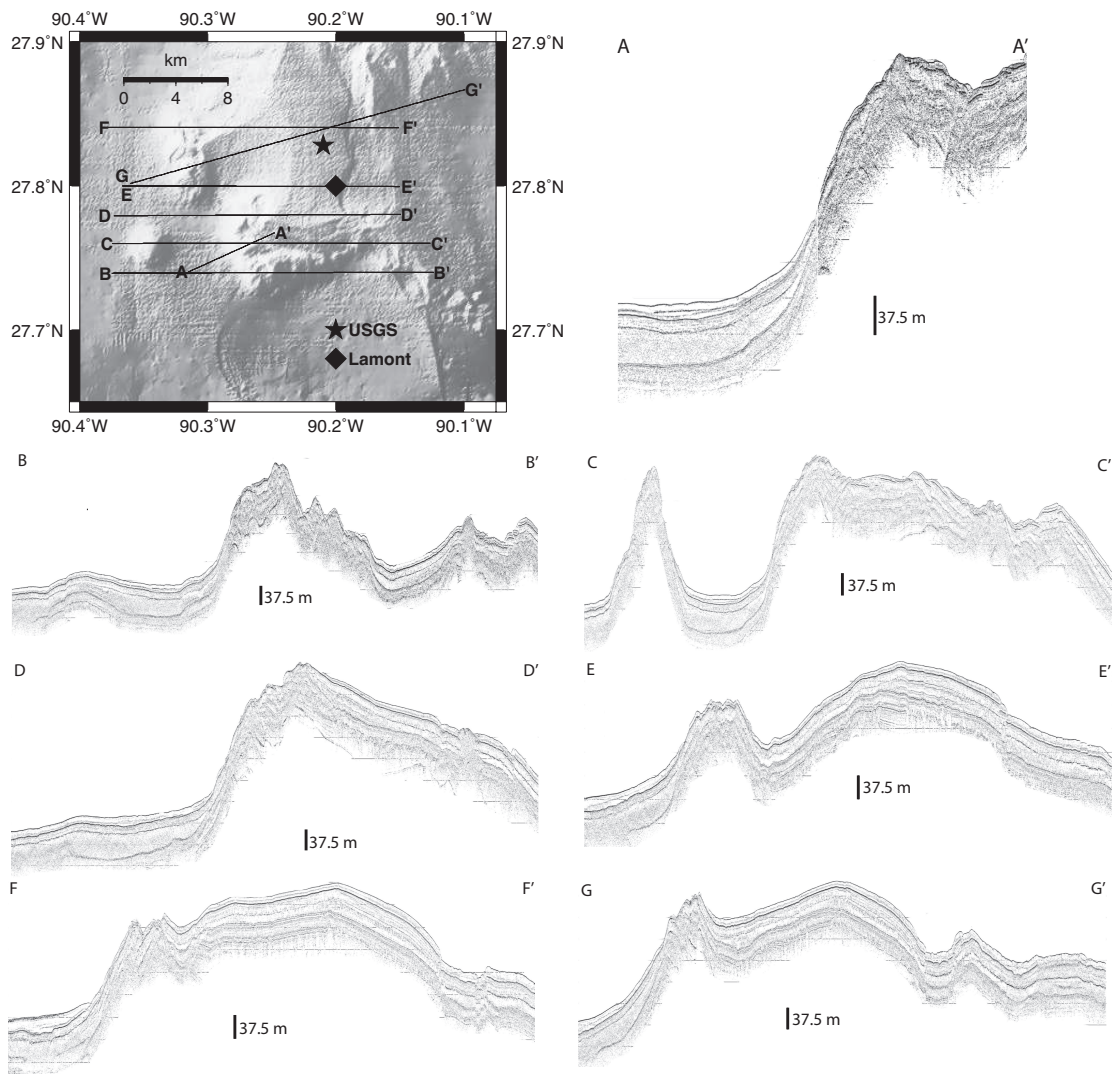 90.4˚W 90.3˚W 90.2˚W 90.1˚W
27.9˚N 27.9˚N
km
0 4 8
G'
F F'
G
E E'
27.8˚N 27.8˚N
D D'
A'
C C'
B A B'
27.7˚N 27.7˚N
USGS
Lamont
90.4˚W 90.3˚W 90.2˚W 90.1˚W
A A’
37.5 m
B B’
37.5 m
C C’
37.5 m
D D’
37.5 m
E E’
37.5 m
F F’
37.5 m
G G’
37.5 m